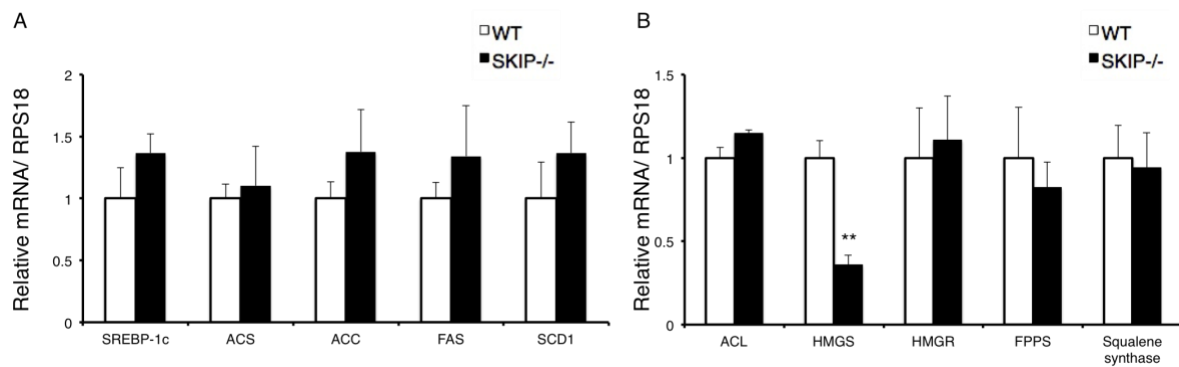 A
WT
SKIP-/-
Relative mRNA/ RPS18
2
1.5
1
0.5
0
SREBP-1c ACS ACC FAS SCD1
B
WT
SKIP-/-
Relative mRNA/ RPS18
1.5
1
0.5
0
**
ACL HMGS HMGR FPPS Squalene
synthase